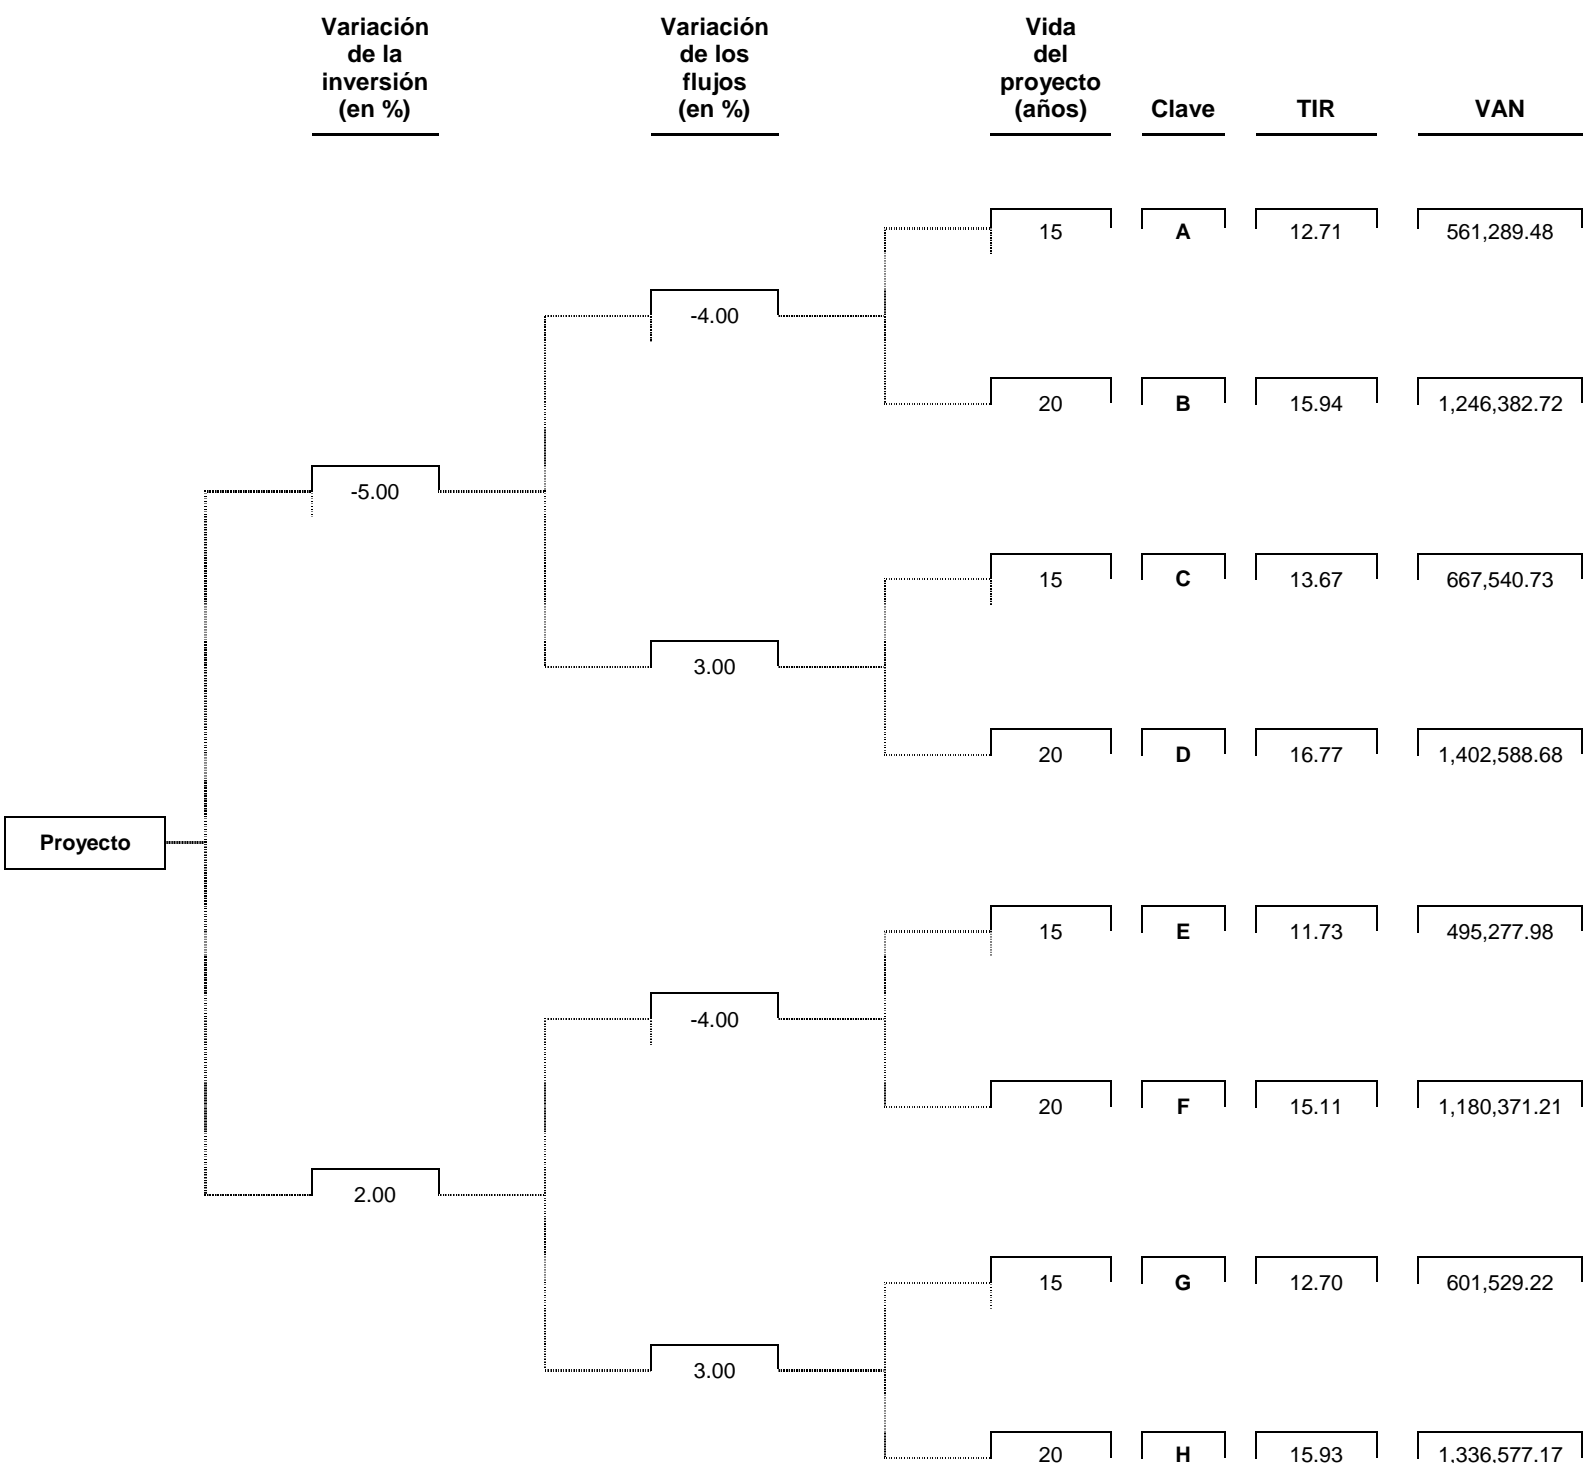 Variación
de la
inversión
(en %)
Variación
de los
flujos
(en %)
Vida
del
proyecto
(años)
Clave
TIR
VAN
15 A 12.71 561,289.48
-4.00
20 B 15.94 1,246,382.72
-5.00
15 C 13.67 667,540.73
3.00
20 D 16.77 1,402,588.68
Proyecto
15 E 11.73 495,277.98
-4.00
20 F 15.11 1,180,371.21
2.00
15 G 12.70 601,529.22
3.00
20 H 15.93 1,336,577.17